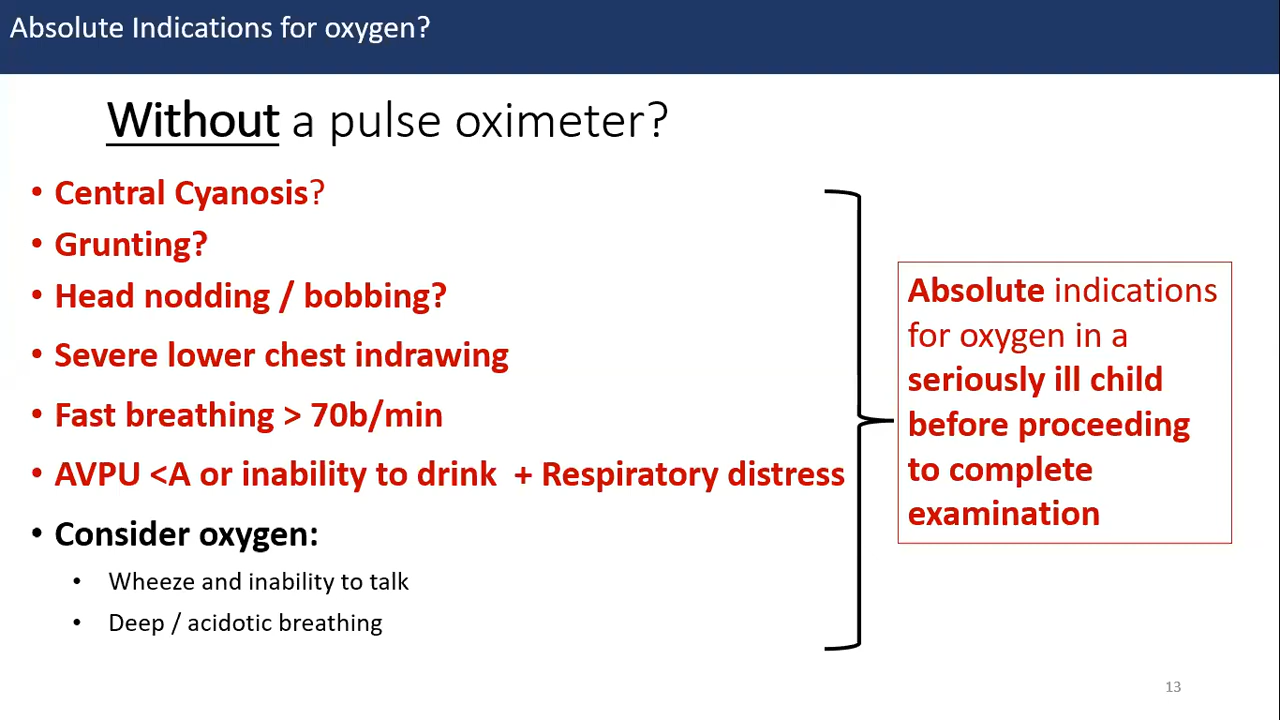 Absolute Indications for oxygen?
Without a pulse oximeter?
• Central Cyanosis?
• Grunting?
• Head nodding / bobbing?
• Severe lower chest indrawing
• Fast breathing > 70b/min
• AVPU <A or inability to drink + Respiratory distress
• Consider oxygen:
• Wheeze and inability to talk
• Deep / acidotic breathing
Absolute indications
for oxygen in a
seriously ill child
before proceeding
to complete
examination
13